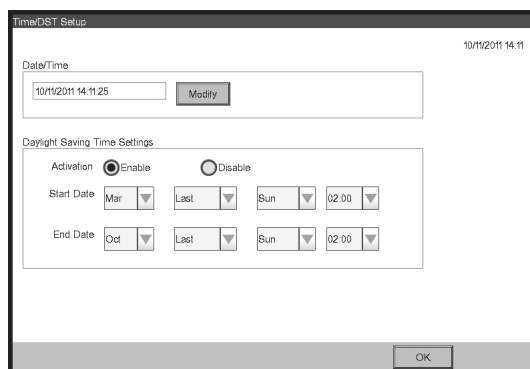 Time/DST Setup
10/11/2011 14:11
Date/Time
10/11/2011 14:11:25 Modify
Daylight Saving Time Settings
Activation Enable Disable
Start Date Mar Last Sun 02:00
End Date Oct Last Sun 02:00
OK